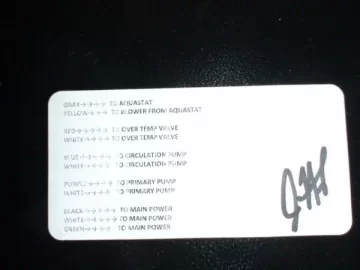 GRAY→→→→ TO AQUASTAT
YELLOW→→→ TO BLOWER FROM AQUASTAT
RED→→→→ TO OVER TEMP VALVE
WHITE→→→→ TO OVER TEMP VALVE
BLUE→→→→ TO CIRCULATION PUMP
WHITE→→→→ TO CIRCULATION PUMP
PURPLE→→→ TO PRIMARY PUMP
WHITE→→→→ TO PRIMARY PUMP
BLACK→→→→ TO MAIN POWER
WHITE→→→→ TO MAIN POWER
GREEN→→→→ TO MAIN POWER